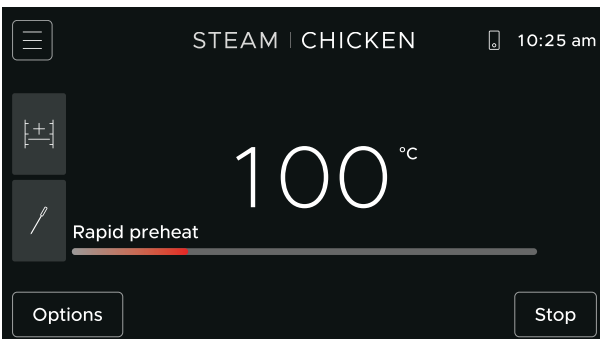 STEAM | CHICKEN
10:25 am
100 °C
Rapid preheat
Options
Stop